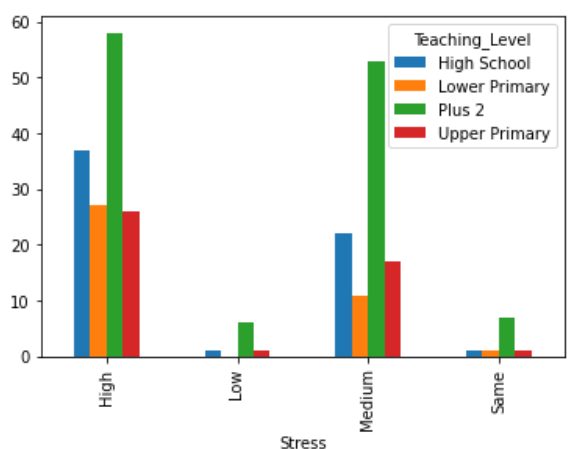 60
50
40
30
20
10
0
Teaching_Level
High School
Lower Primary
Plus 2
Upper Primary
High
Low
Medium
Same
Stress